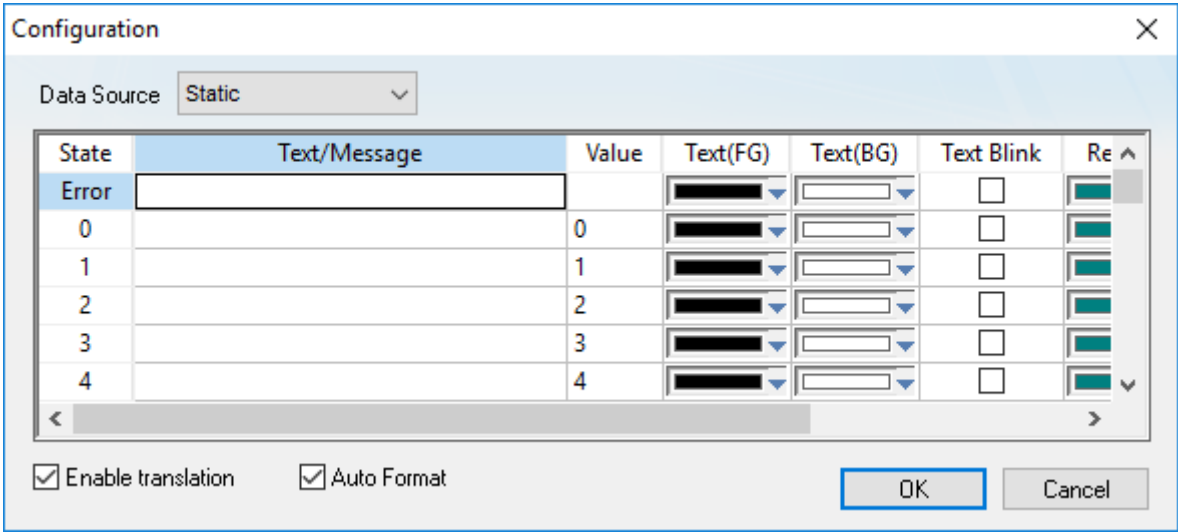 Configuration
Data Source Static
State Text/Message Value Text(FG) Text(BG) Text Blink Re
Error
0 0
1 1
2 2
3 3
4 4
Enable translation Auto Format OK Cancel